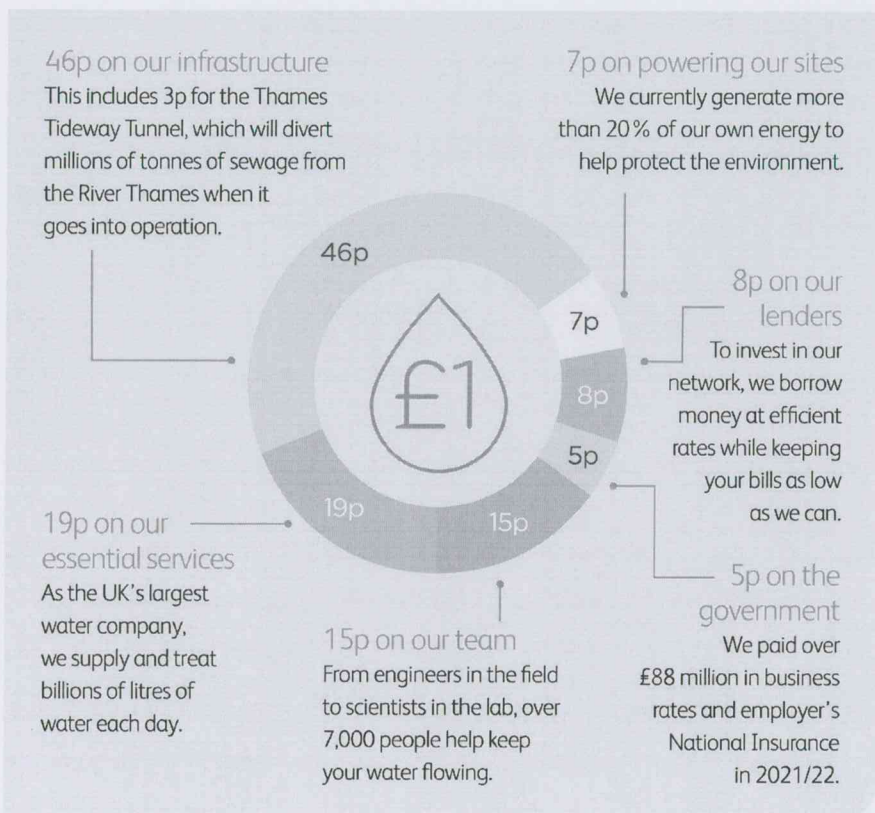 46p on our infrastructure
This includes 3p for the Thames
Tideway Tunnel, which will divert
millions of tonnes of sewage from
the River Thames when it
goes into operation.
7p on powering our sites
We currently generate more
than 20% of our own energy to
help protect the environment.
46p
7p
8p
5p
15p
19p
£1
8p on our
lenders
To invest in our
network, we borrow
money at efficient
rates while keeping
your bills as low
as we can.
19p on our
essential services
As the UK's largest
water company,
we supply and treat
billions of litres of
water each day.
15p on our team
From engineers in the field
to scientists in the lab, over
7,000 people help keep
your water flowing.
5p on the
government
We paid over
£88 million in business
rates and employer's
National Insurance
in 2021/22.